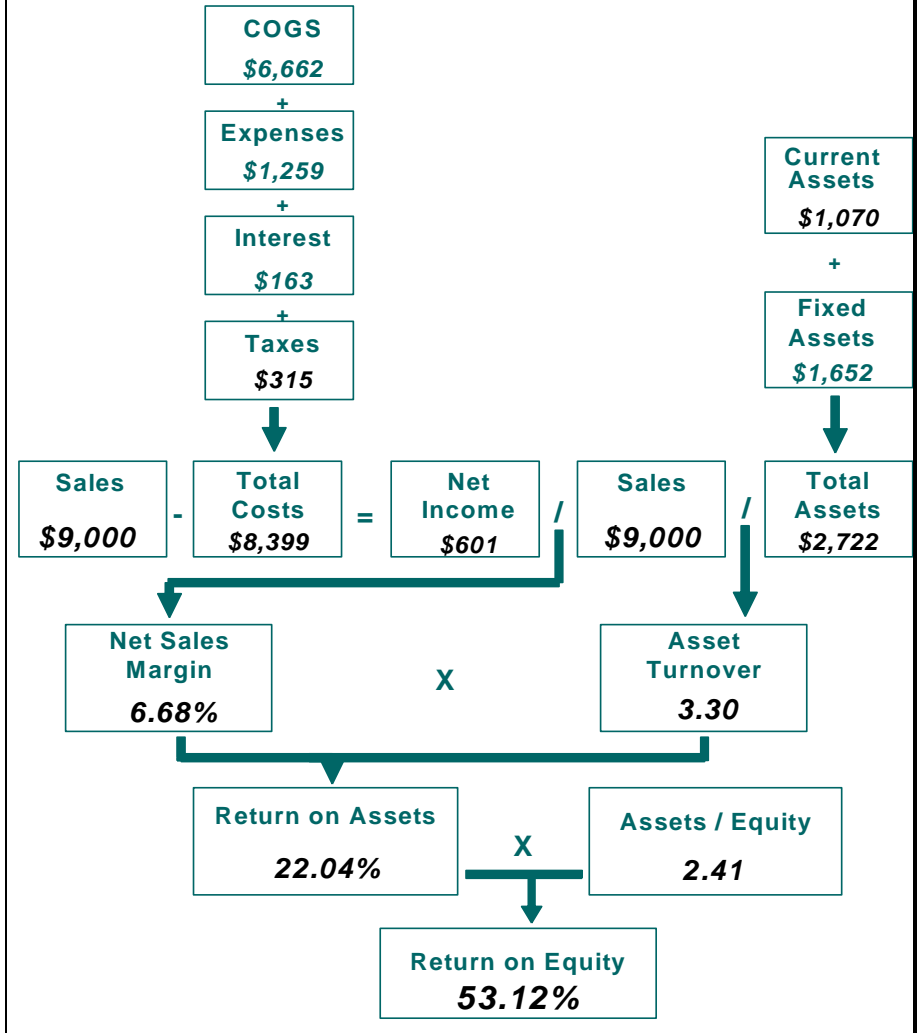 COGS
$6,662
+
Expenses
$1,259
+
Interest
$163
+
Taxes
$315
Current
Assets
$1,070
+
Fixed
Assets
$1,652
Sales
$9,000
-
Total
Costs
$8,399
=
Net
Income
$601
/
Sales
$9,000
/
Total
Assets
$2,722
Net Sales
Margin
6.68%
X
Asset
Turnover
3.30
Return on Assets
22.04%
X
Assets / Equity
2.41
Return on Equity
53.12%